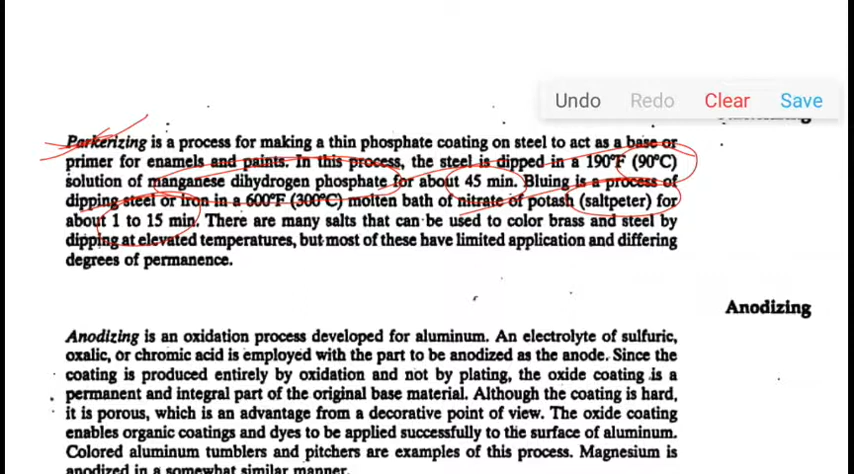 Undo Redo Clear Save
Parkerizing is a process for making a thin phosphate coating on steel to act as a base or
primer for enamels and paints. In this process, the steel is dipped in a 190°F (90°C)
solution of manganese dihydrogen phosphate for about 45 min. Bluing is a process of
dipping steel or iron in a 600°F (300°C) molten bath of nitrate of potash (saltpeter) for
about 1 to 15 min. There are many salts that can be used to color brass and steel by
dipping at elevated temperatures, but most of these have limited application and differing
degrees of permanence.
Anodizing
Anodizing is an oxidation process developed for aluminum. An electrolyte of sulfuric,
oxalic, or chromic acid is employed with the part to be anodized as the anode. Since the
coating is produced entirely by oxidation and not by plating, the oxide coating is a
permanent and integral part of the original base material. Although the coating is hard,
it is porous, which is an advantage from a decorative point of view. The oxide coating
enables organic coatings and dyes to be applied successfully to the surface of aluminum.
Colored aluminum tumblers and pitchers are examples of this process. Magnesium is
anodized in a somewhat similar manner.